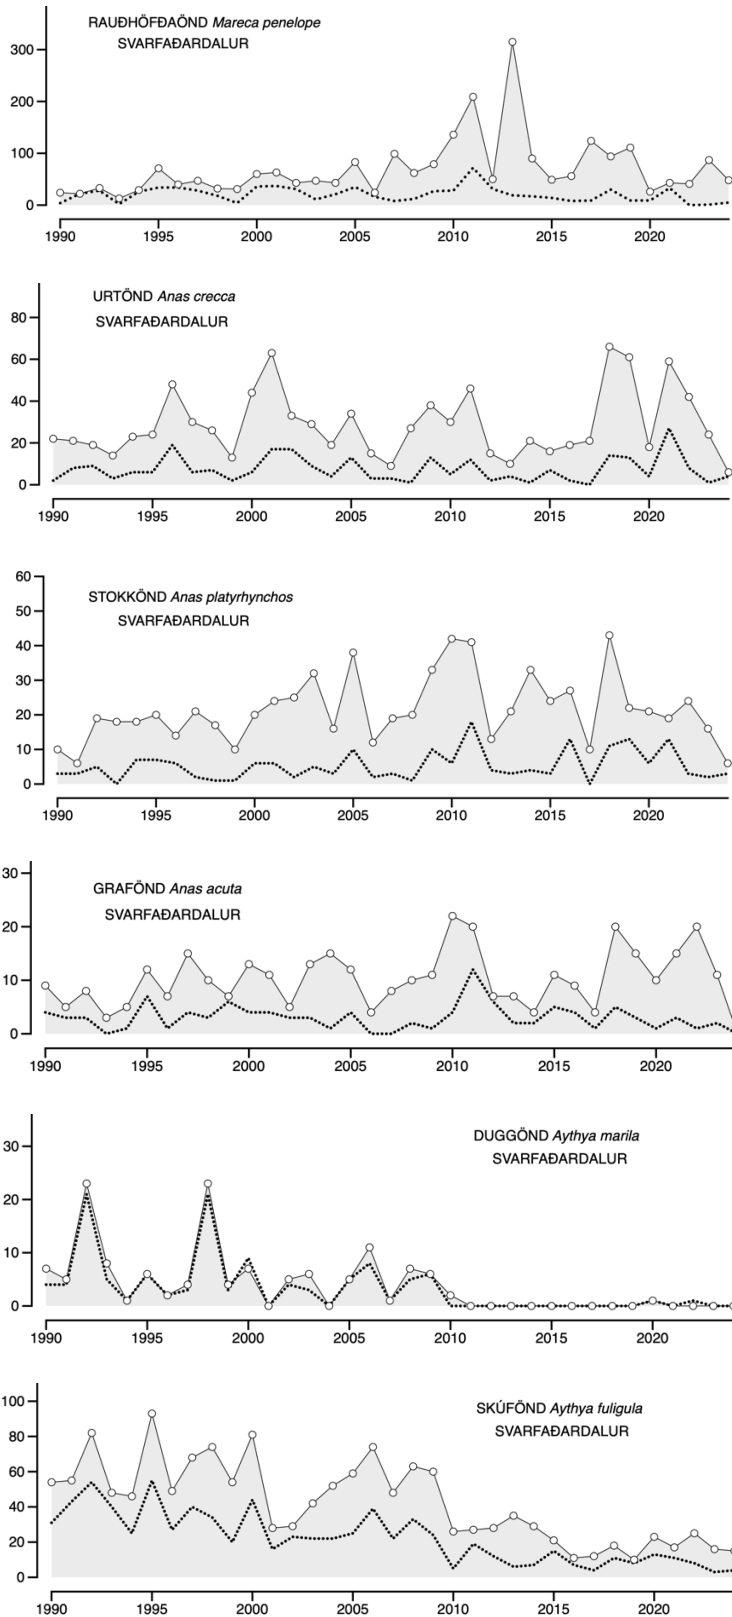 RAUÐHÖFÐAÖND Mareca penelope
SVARFAÐARDALUR
300
200
100
0
1990 1995 2000 2005 2010 2015 2020
URTÖND Anas crecca
SVARFAÐARDALUR
80
60
40
20
0
1990 1995 2000 2005 2010 2015 2020
60
STOKKÖND Anas platyrhynchos
50
SVARFAÐARDALUR
40
30
20
10
0
1990 1995 2000 2005 2010 2015 2020
30
GRAFÖND Anas acuta
SVARFAÐARDALUR
20
10
0
1990 1995 2000 2005 2010 2015 2020
DUGGÖND Aythya marila
30
SVARFAÐARDALUR
20
10
0
1990 1995 2000 2005 2010 2015 2020
100
SKÚFÖND Aythya fuligula
SVARFAÐARDALUR
80
60
40
20
0
1990 1995 2000 2005 2010 2015 2020